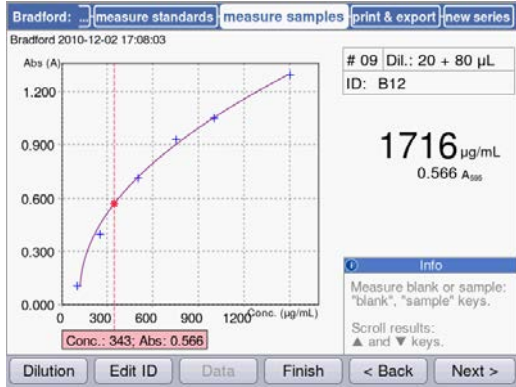 Bradford: ... measure standards measure samples print & export new series
Bradford 2010-12-02 17:08:03
Abs (A)
1.200
0.900
0.600
0.300
0.000
0 300 600 900 1200 Conc. (µg/mL)
Conc.: 343; Abs: 0.566
# 09 Dil.: 20 + 80 µL
ID: B12
1716 µg/mL
0.566 A595
Info
Measure blank or sample:
"blank", "sample" keys.
Scroll results:
▲ and ▼ keys.
Dilution Edit ID Data Finish < Back Next >